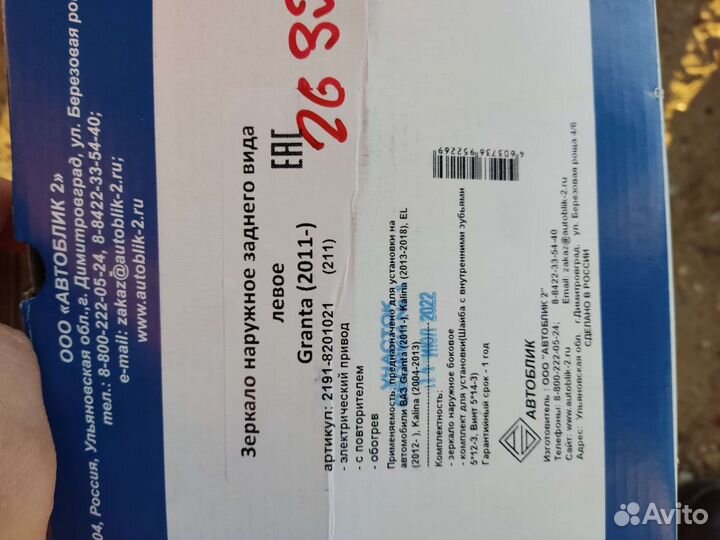 04, Россия, Ульяновская обл.,г. Димитровград, ул. Березовая ро
ООО «АВТОБЛИК 2»
тел.: 8-800-222-05-24, 8-8422-33-54-40;
e-mail: zakaz@autoblik-2.ru;
www.autoblik-2.ru
Зеркало наружное заднего вида
левое
Granta (2011-)
артикул: 2191-8201021 (211)
- электрический привод
- с повторителем
- обогрев
EAC
26 93
Применяемость: предназначено для установки на
автомобили ВАЗ Granta (2011-), Kalina (2013-2018), EL
(2012- ), Kalina (2004-2013)
УЧАСТОК
14 ИЮЛ 2022
Комплектность:
- зеркало наружное боковое
- комплект для установки(Шайба с внутренними зубьями
5*12-3, Винт 5*14-3)
Гарантийный срок - 1 год
4603736952269
АВТОБЛИК
Изготовитель : ООО "АВТОБЛИК 2"
Телефоны: 8-800-222-05-24; 8-8422-33-54-40
Сайт: www.autoblik-2.ru Email: zakaz@autoblik-2.ru
Адрес: Ульяновская обл. г.Димитровград, ул. Березовая роща 4/6
СДЕЛАНО В РОССИИ
Avito